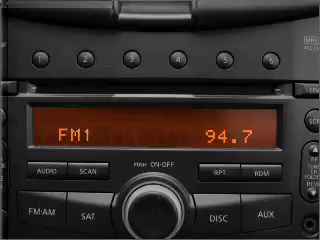 MP3
1 2 3 4 5 6
FM1 94.7
AUDIO SCAN PUSH ON·OFF RPT RDM
FM·AM SAT DISC AUX